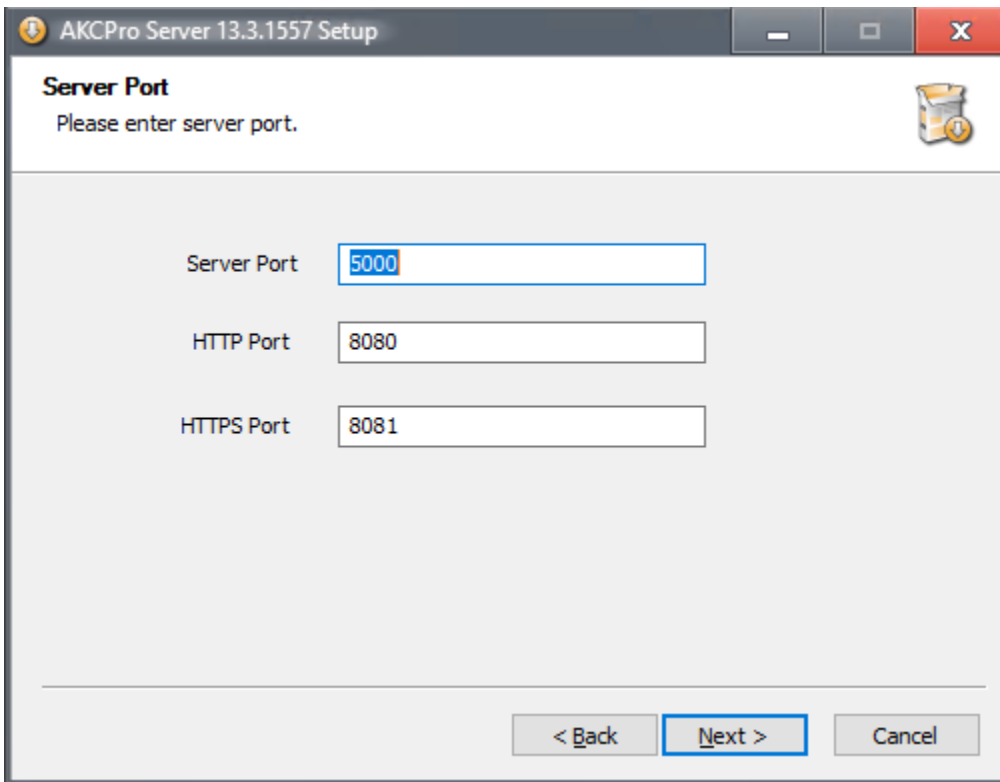 AKCPro Server 13.3.1557 Setup
Server Port
Please enter server port.
Server Port 5000
HTTP Port 8080
HTTPS Port 8081
< Back Next > Cancel